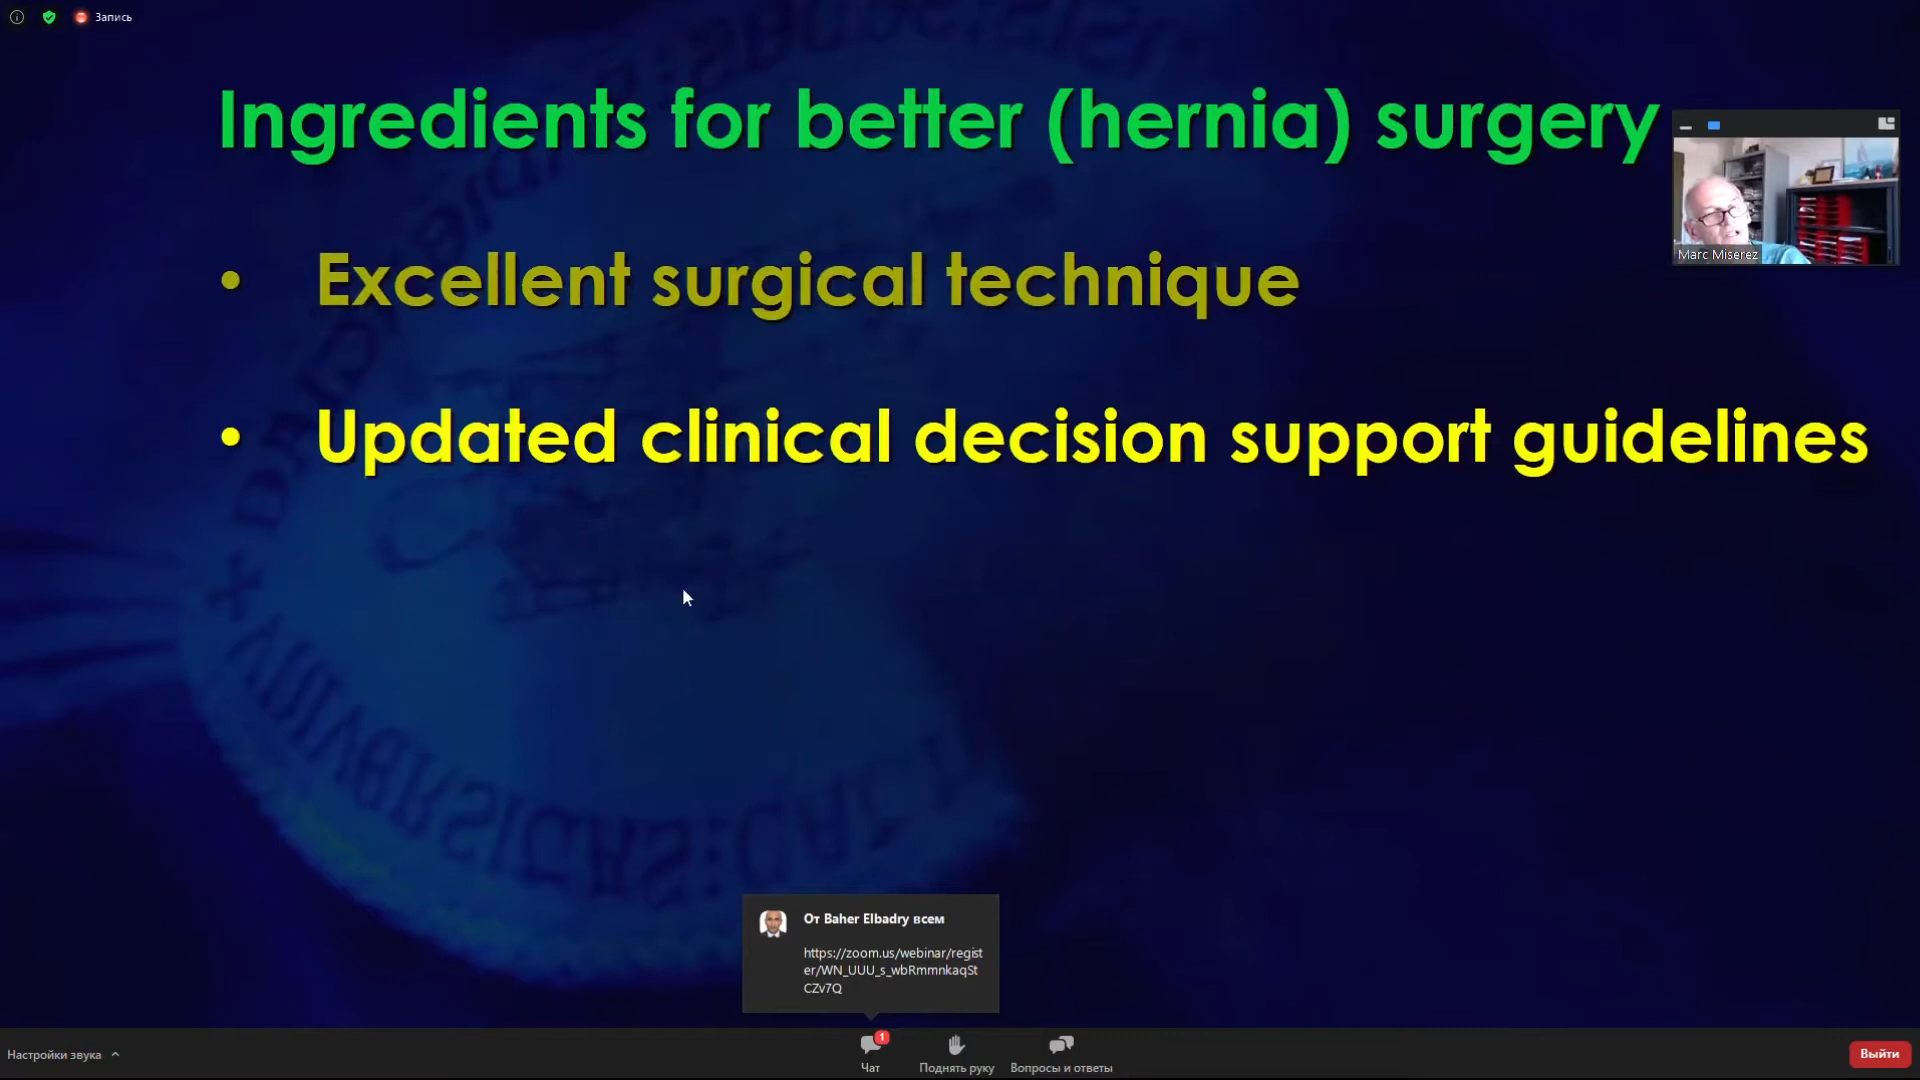 Запись
Ingredients for better (hernia) surgery
Marc Miserez
• Excellent surgical technique
• Updated clinical decision support guidelines
От Baher Elbadry всем
https://zoom.us/webinar/regist
er/WN_UUU_s_wbRmmnkaqSt
CZv7Q
Настройки звука
1
Чат
Поднять руку
Вопросы и ответы
Выйти